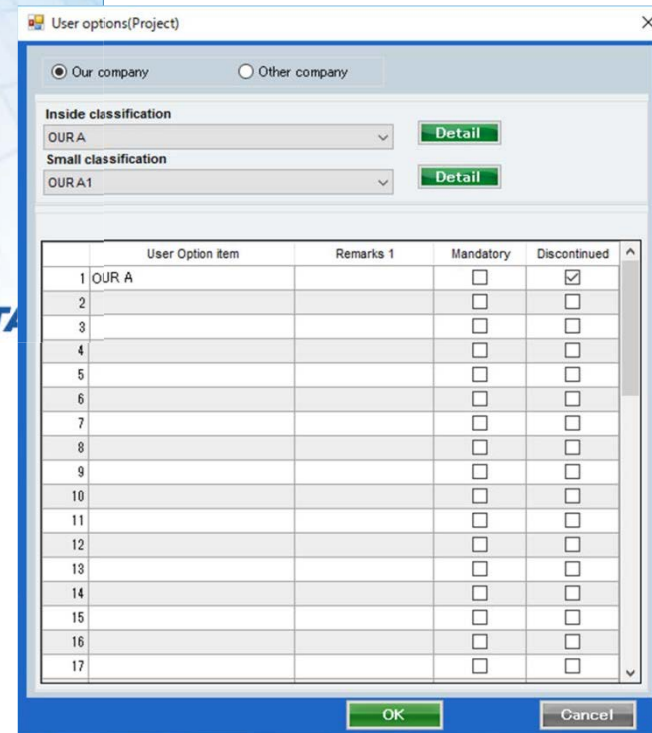 User options(Project)
Our company Other company
Inside classification
OUR A Detail
Small classification
OUR A1 Detail
User Option item Remarks 1 Mandatory Discontinued
1 OUR A
2
3
4
5
6
7
8
9
10
11
12
13
14
15
16
17
OK Cancel